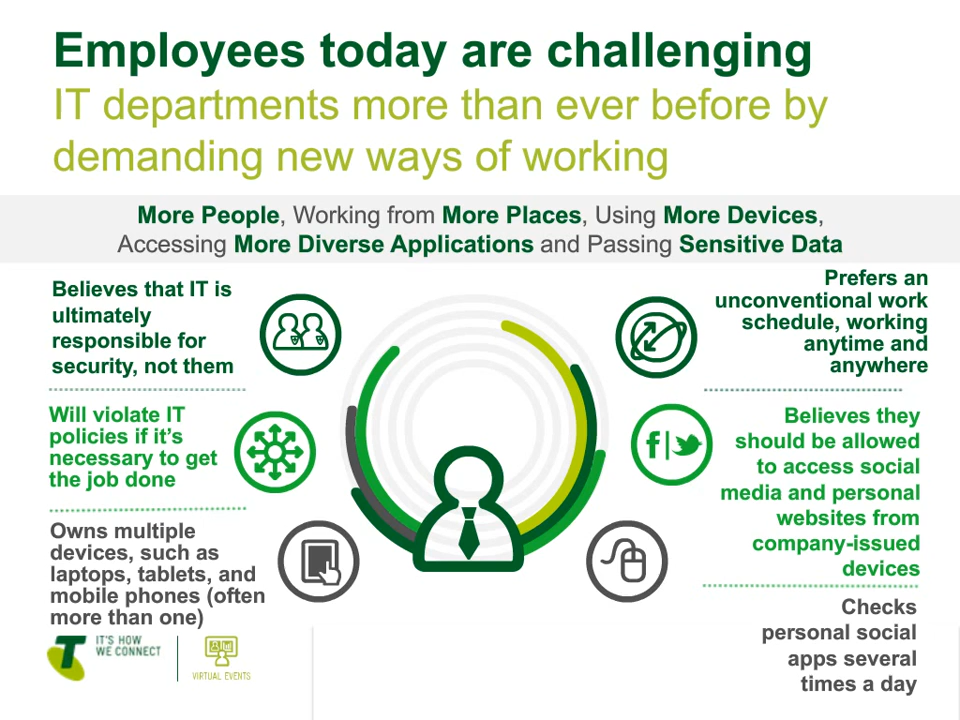 Employees today are challenging
IT departments more than ever before by
demanding new ways of working
More People, Working from More Places, Using More Devices,
Accessing More Diverse Applications and Passing Sensitive Data
Believes that IT is
ultimately
responsible for
security, not them
Will violate IT
policies if it's
necessary to get
the job done
Owns multiple
devices, such as
laptops, tablets, and
mobile phones (often
more than one)
Prefers an
unconventional work
schedule, working
anytime and
anywhere
f
Believes they
should be allowed
to access social
media and personal
websites from
company-issued
devices
Checks
personal social
apps several
times a day
T
IT'S HOW
WE CONNECT
VIRTUAL EVENTS